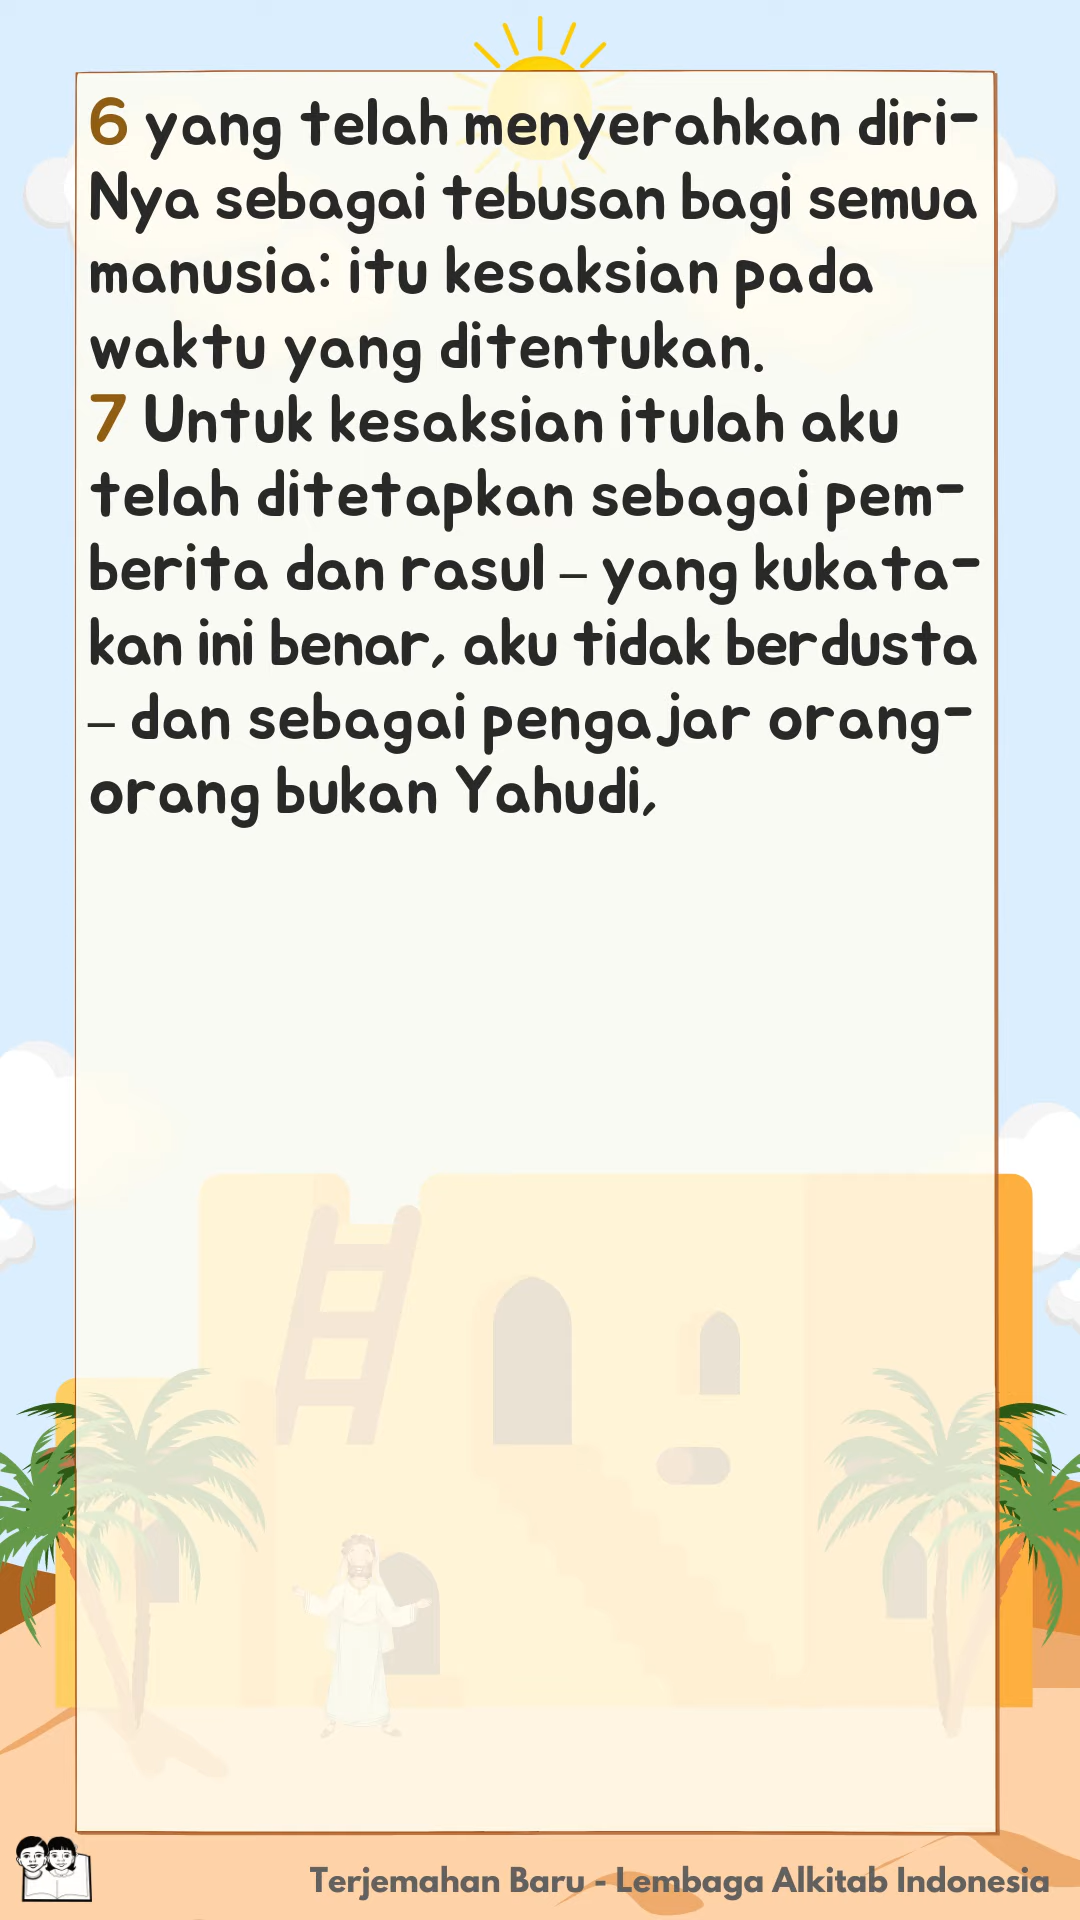 6 yang telah menyerahkan diri-
Nya sebagai tebusan bagi semua
manusia: itu kesaksian pada
waktu yang ditentukan.
7 Untuk kesaksian itulah aku
telah ditetapkan sebagai pem-
berita dan rasul – yang kukata-
kan ini benar, aku tidak berdusta
– dan sebagai pengajar orang-
orang bukan Yahudi,
Terjemahan Baru - Lembaga Alkitab Indonesia